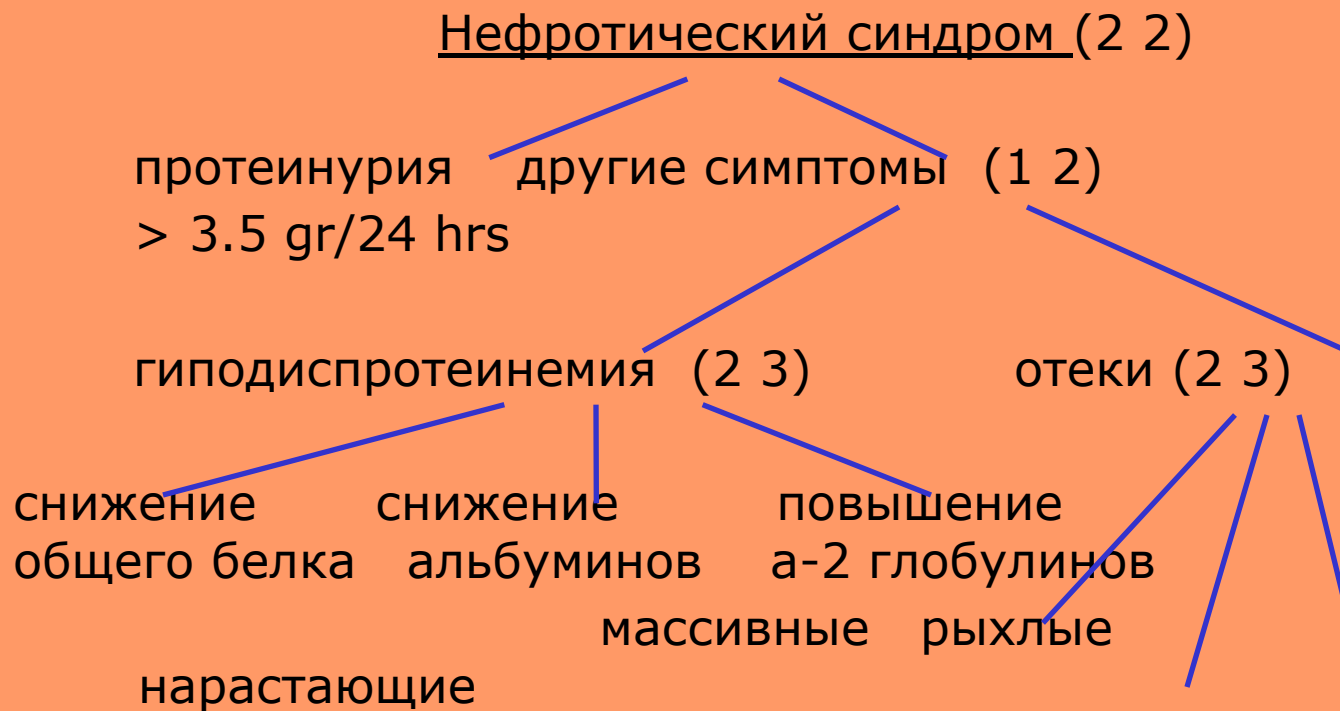 Нефротический синдром (2 2)
протеинурия другие симптомы (1 2)
> 3.5 gr/24 hrs
гиподиспротеинемия (2 3) отеки (2 3)
снижение снижение повышение
общего белка альбуминов а-2 глобулинов
массивные рыхлые
нарастающие